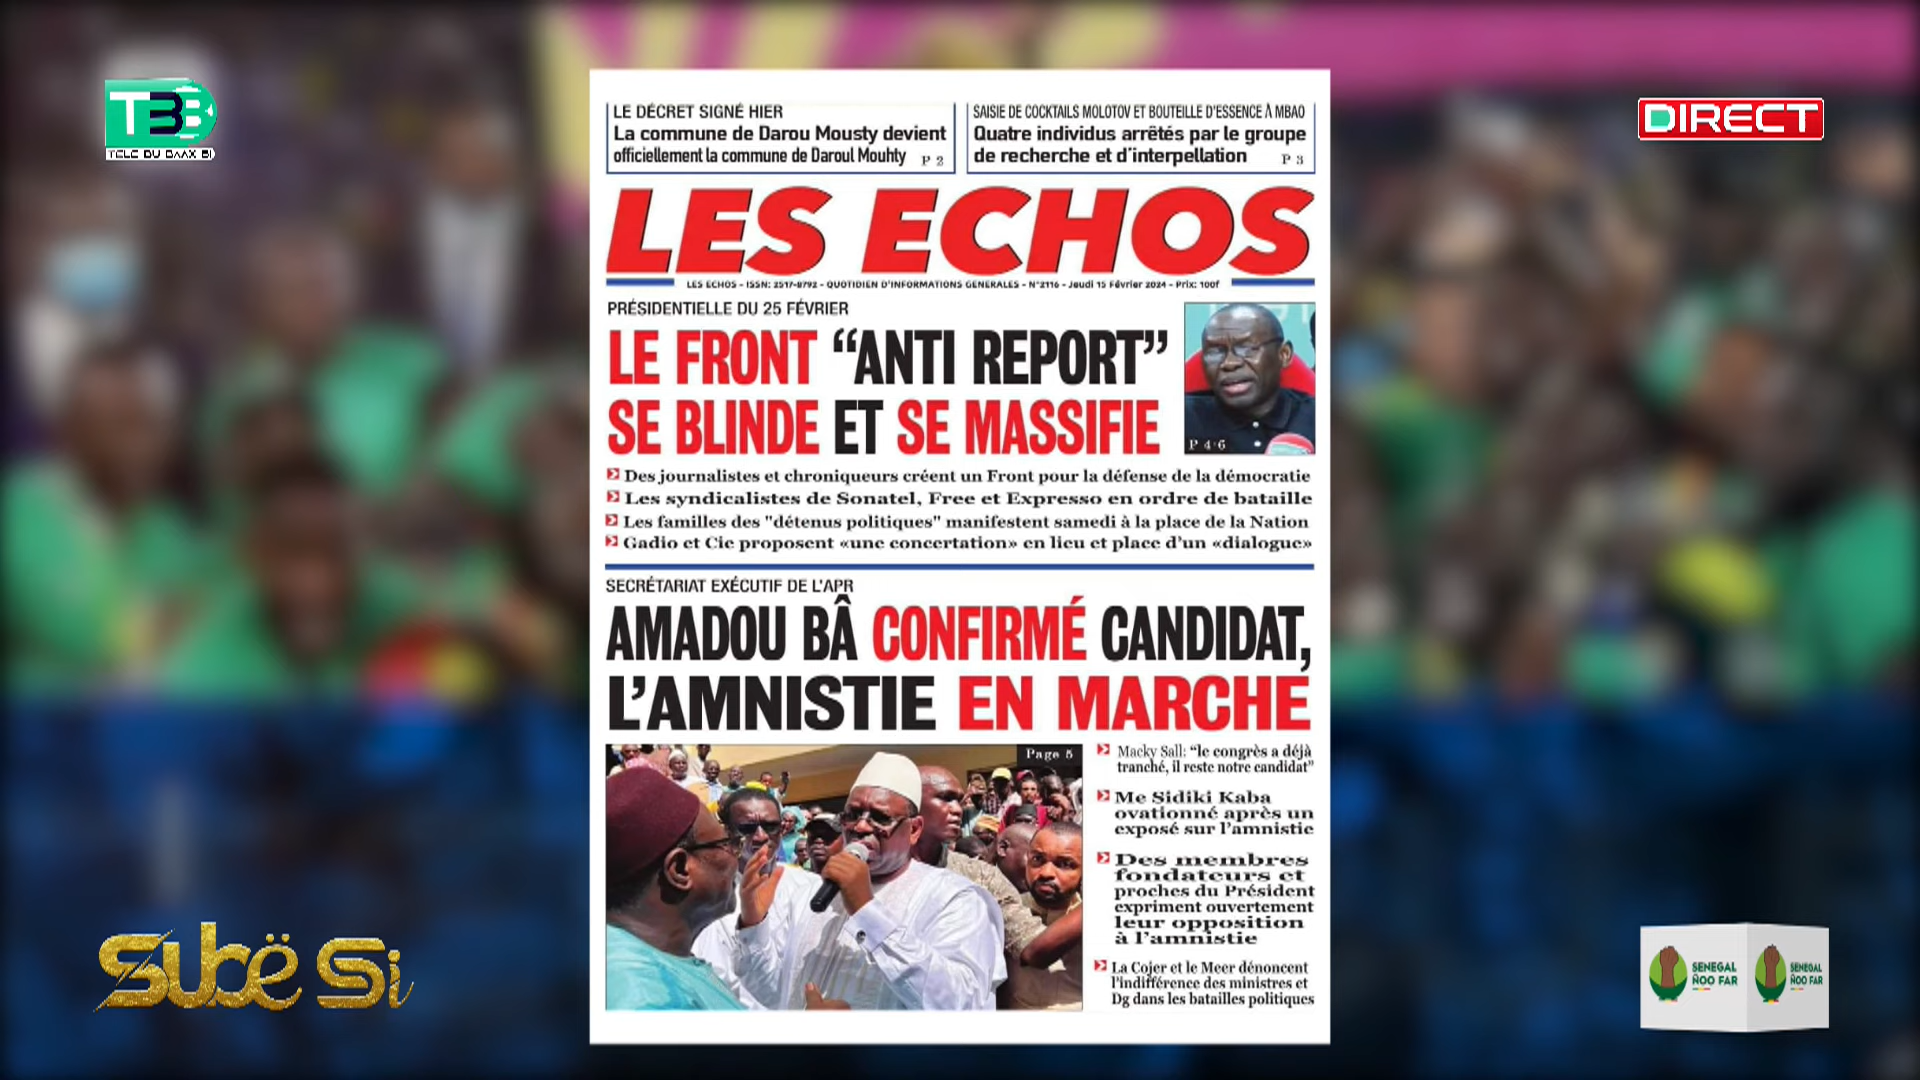 TBB
TELE DU DAAX BI
DIRECT
LE DÉCRET SIGNÉ HIER
La commune de Darou Mousty devient
officiellement la commune de Daroul Mouhty P 2
SAISIE DE COCKTAILS MOLOTOV ET BOUTEILLE D'ESSENCE À MBAO
Quatre individus arrêtés par le groupe
de recherche et d'interpellation P 3
LES ECHOS
LES ECHOS - ISSN: 2517-8792 - QUOTIDIEN D'INFORMATIONS GENERALES - N°2116 - Jeudi 15 Février 2024 - Prix: 100f
PRÉSIDENTIELLE DU 25 FÉVRIER
LE FRONT “ANTI REPORT”
SE BLINDE ET SE MASSIFIE
P 4-6
Des journalistes et chroniqueurs créent un Front pour la défense de la démocratie
Les syndicalistes de Sonatel, Free et Expresso en ordre de bataille
Les familles des "détenus politiques" manifestent samedi à la place de la Nation
Gadio et Cie proposent «une concertation» en lieu et place d’un «dialogue»
SECRÉTARIAT EXÉCUTIF DE L'APR
AMADOU BÂ CONFIRMÉ CANDIDAT,
L’AMNISTIE EN MARCHE
Page 5
Macky Sall: “le congrès a déjà
tranché, il reste notre candidat”
Me Sidiki Kaba
ovationné après un
exposé sur l’amnistie
Des membres
fondateurs et
proches du Président
expriment ouvertement
leur opposition
à l’amnistie
La Cojer et le Meer dénoncent
l’indifférence des ministres et
Dg dans les batailles politiques
Subë Si
SENEGAL
ÑOO FAR
SENEGAL
ÑOO FAR